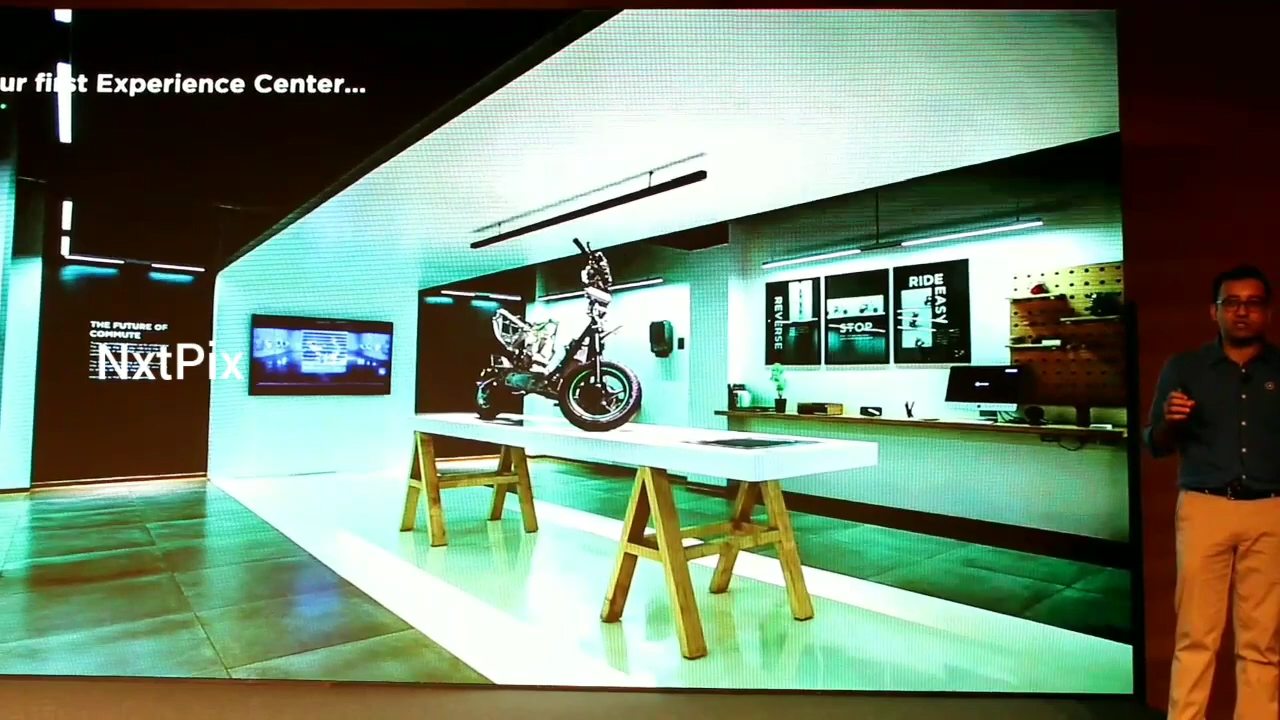 ur first Experience Center...
THE FUTURE OF
COMMUTE
NxtPix
REVERSE
STOP
RIDE
EASY